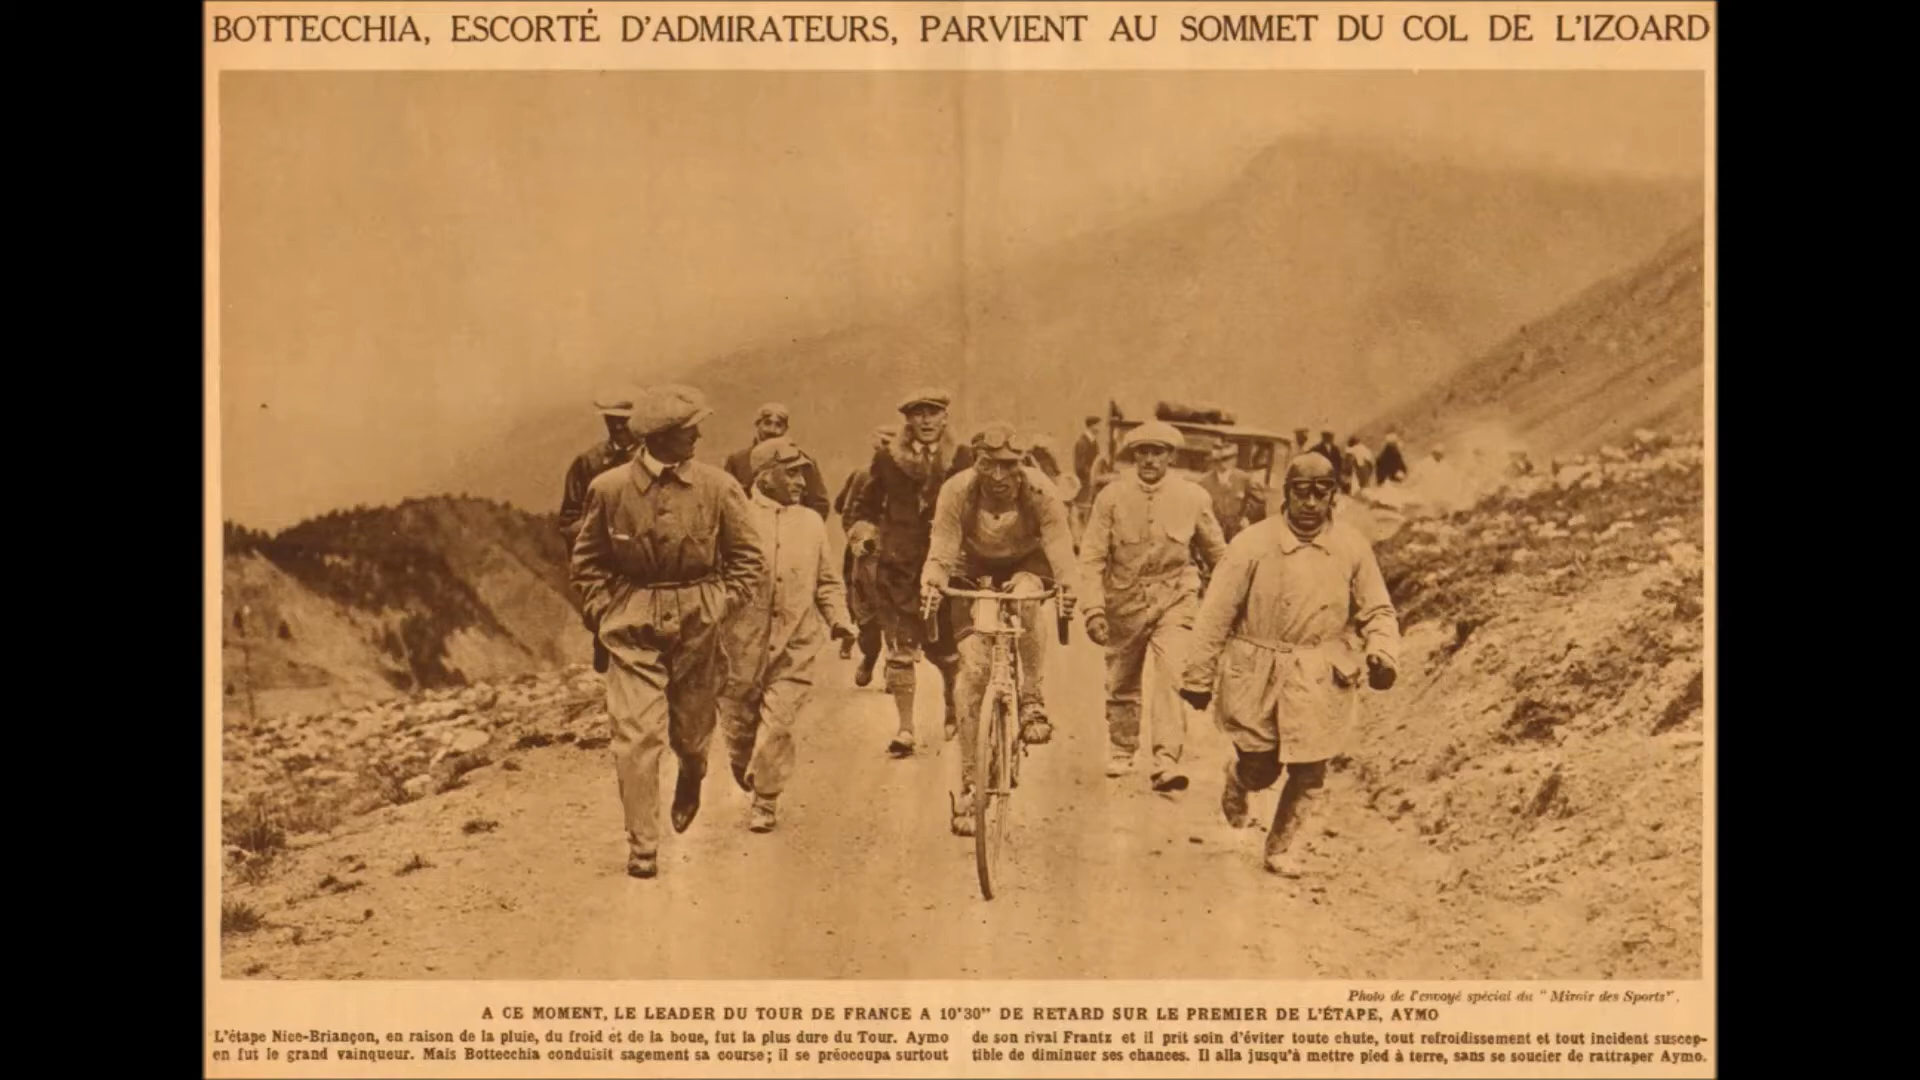 BOTTECCHIA, ESCORTÉ D'ADMIRATEURS, PARVIENT AU SOMMET DU COL DE L'IZOARD
Photo de l'envoyé spécial du "Miroir des Sports".
A CE MOMENT, LE LEADER DU TOUR DE FRANCE A 10'30" DE RETARD SUR LE PREMIER DE L'ÉTAPE, AYMO
L'étape Nice-Briançon, en raison de la pluie, du froid et de la boue, fut la plus dure du Tour. Aymo
en fut le grand vainqueur. Mais Bottecchia conduisit sagement sa course; il se préoccupa surtout
de son rival Frantz et il prit soin d'éviter toute chute, tout refroidissement et tout incident suscep-
tible de diminuer ses chances. Il alla jusqu'à mettre pied à terre, sans se soucier de rattraper Aymo.